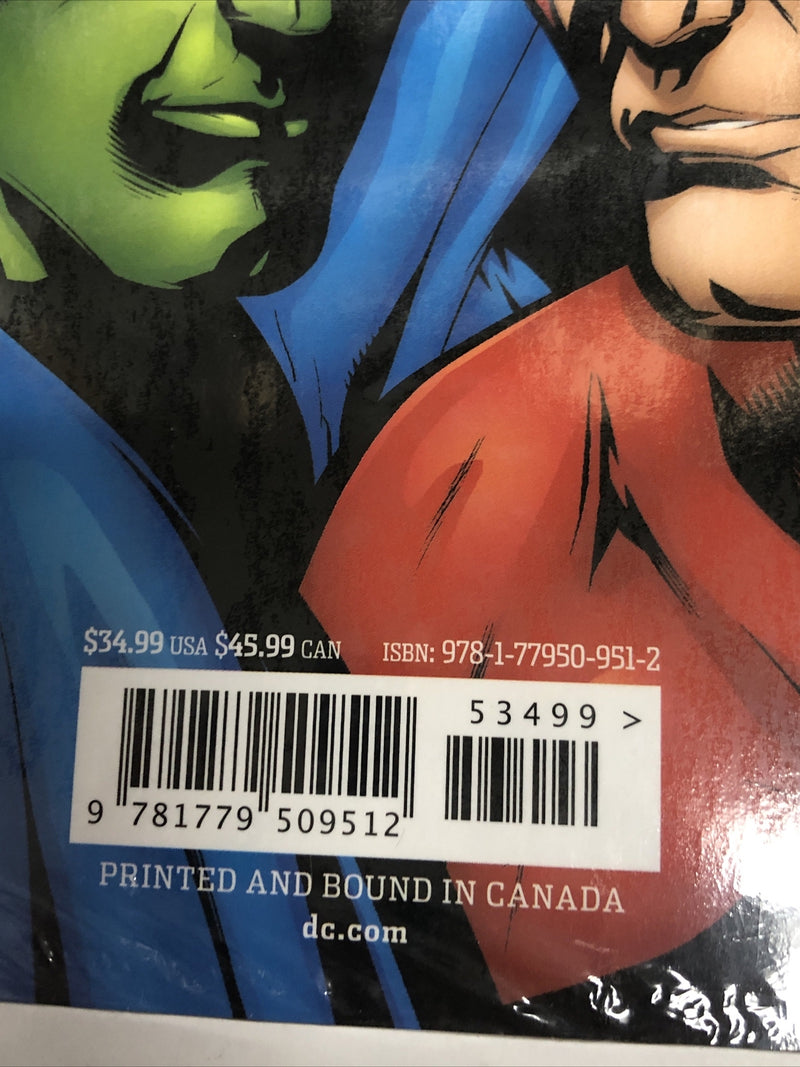 $34.99 USA $45.99 CAN ISBN: 978-1-77950-951-2
53499 >
9 781779 509512
PRINTED AND BOUND IN CANADA
dc.com